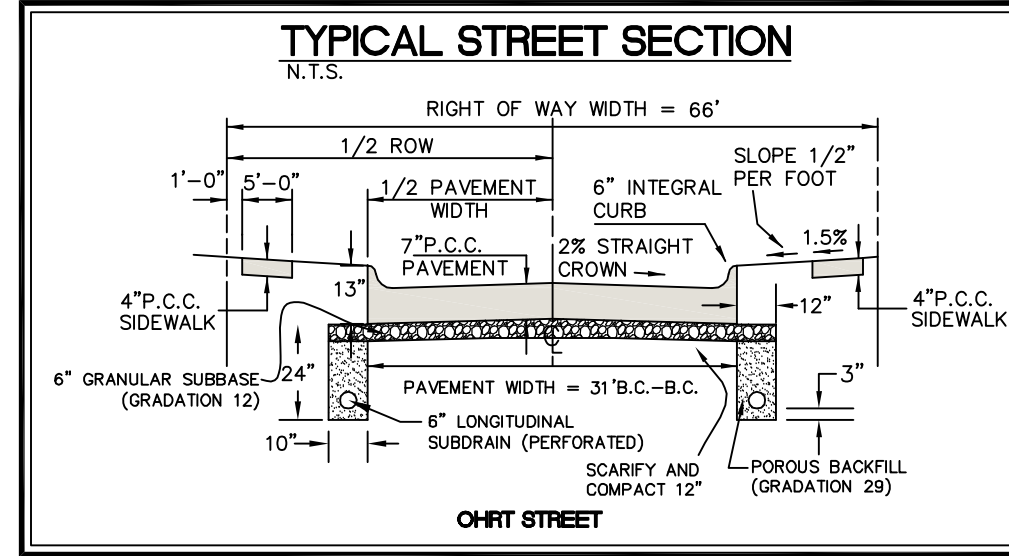 TYPICAL STREET SECTION
N.T.S.
RIGHT OF WAY WIDTH = 66'
1/2 ROW
1'-0"
5'-0"
1/2 PAVEMENT
WIDTH
6" INTEGRAL
CURB
SLOPE 1/2"
PER FOOT
7"P.C.C.
PAVEMENT
2% STRAIGHT
CROWN
1.5%
13"
4"P.C.C.
SIDEWALK
12"
4"P.C.C.
SIDEWALK
CL
6" GRANULAR SUBBASE
(GRADATION 12)
24"
PAVEMENT WIDTH = 31'B.C.-B.C.
3"
10"
6" LONGITUDINAL
SUBDRAIN (PERFORATED)
SCARIFY AND
COMPACT 12"
POROUS BACKFILL
(GRADATION 29)
OHRT STREET